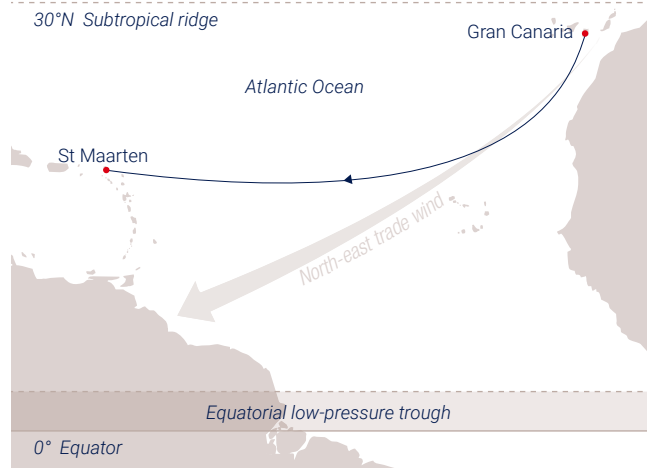 30°N  Subtropical ridge
Gran Canaria
Atlantic Ocean
St Maarten
North-east trade wind
Equatorial low-pressure trough
0°  Equator